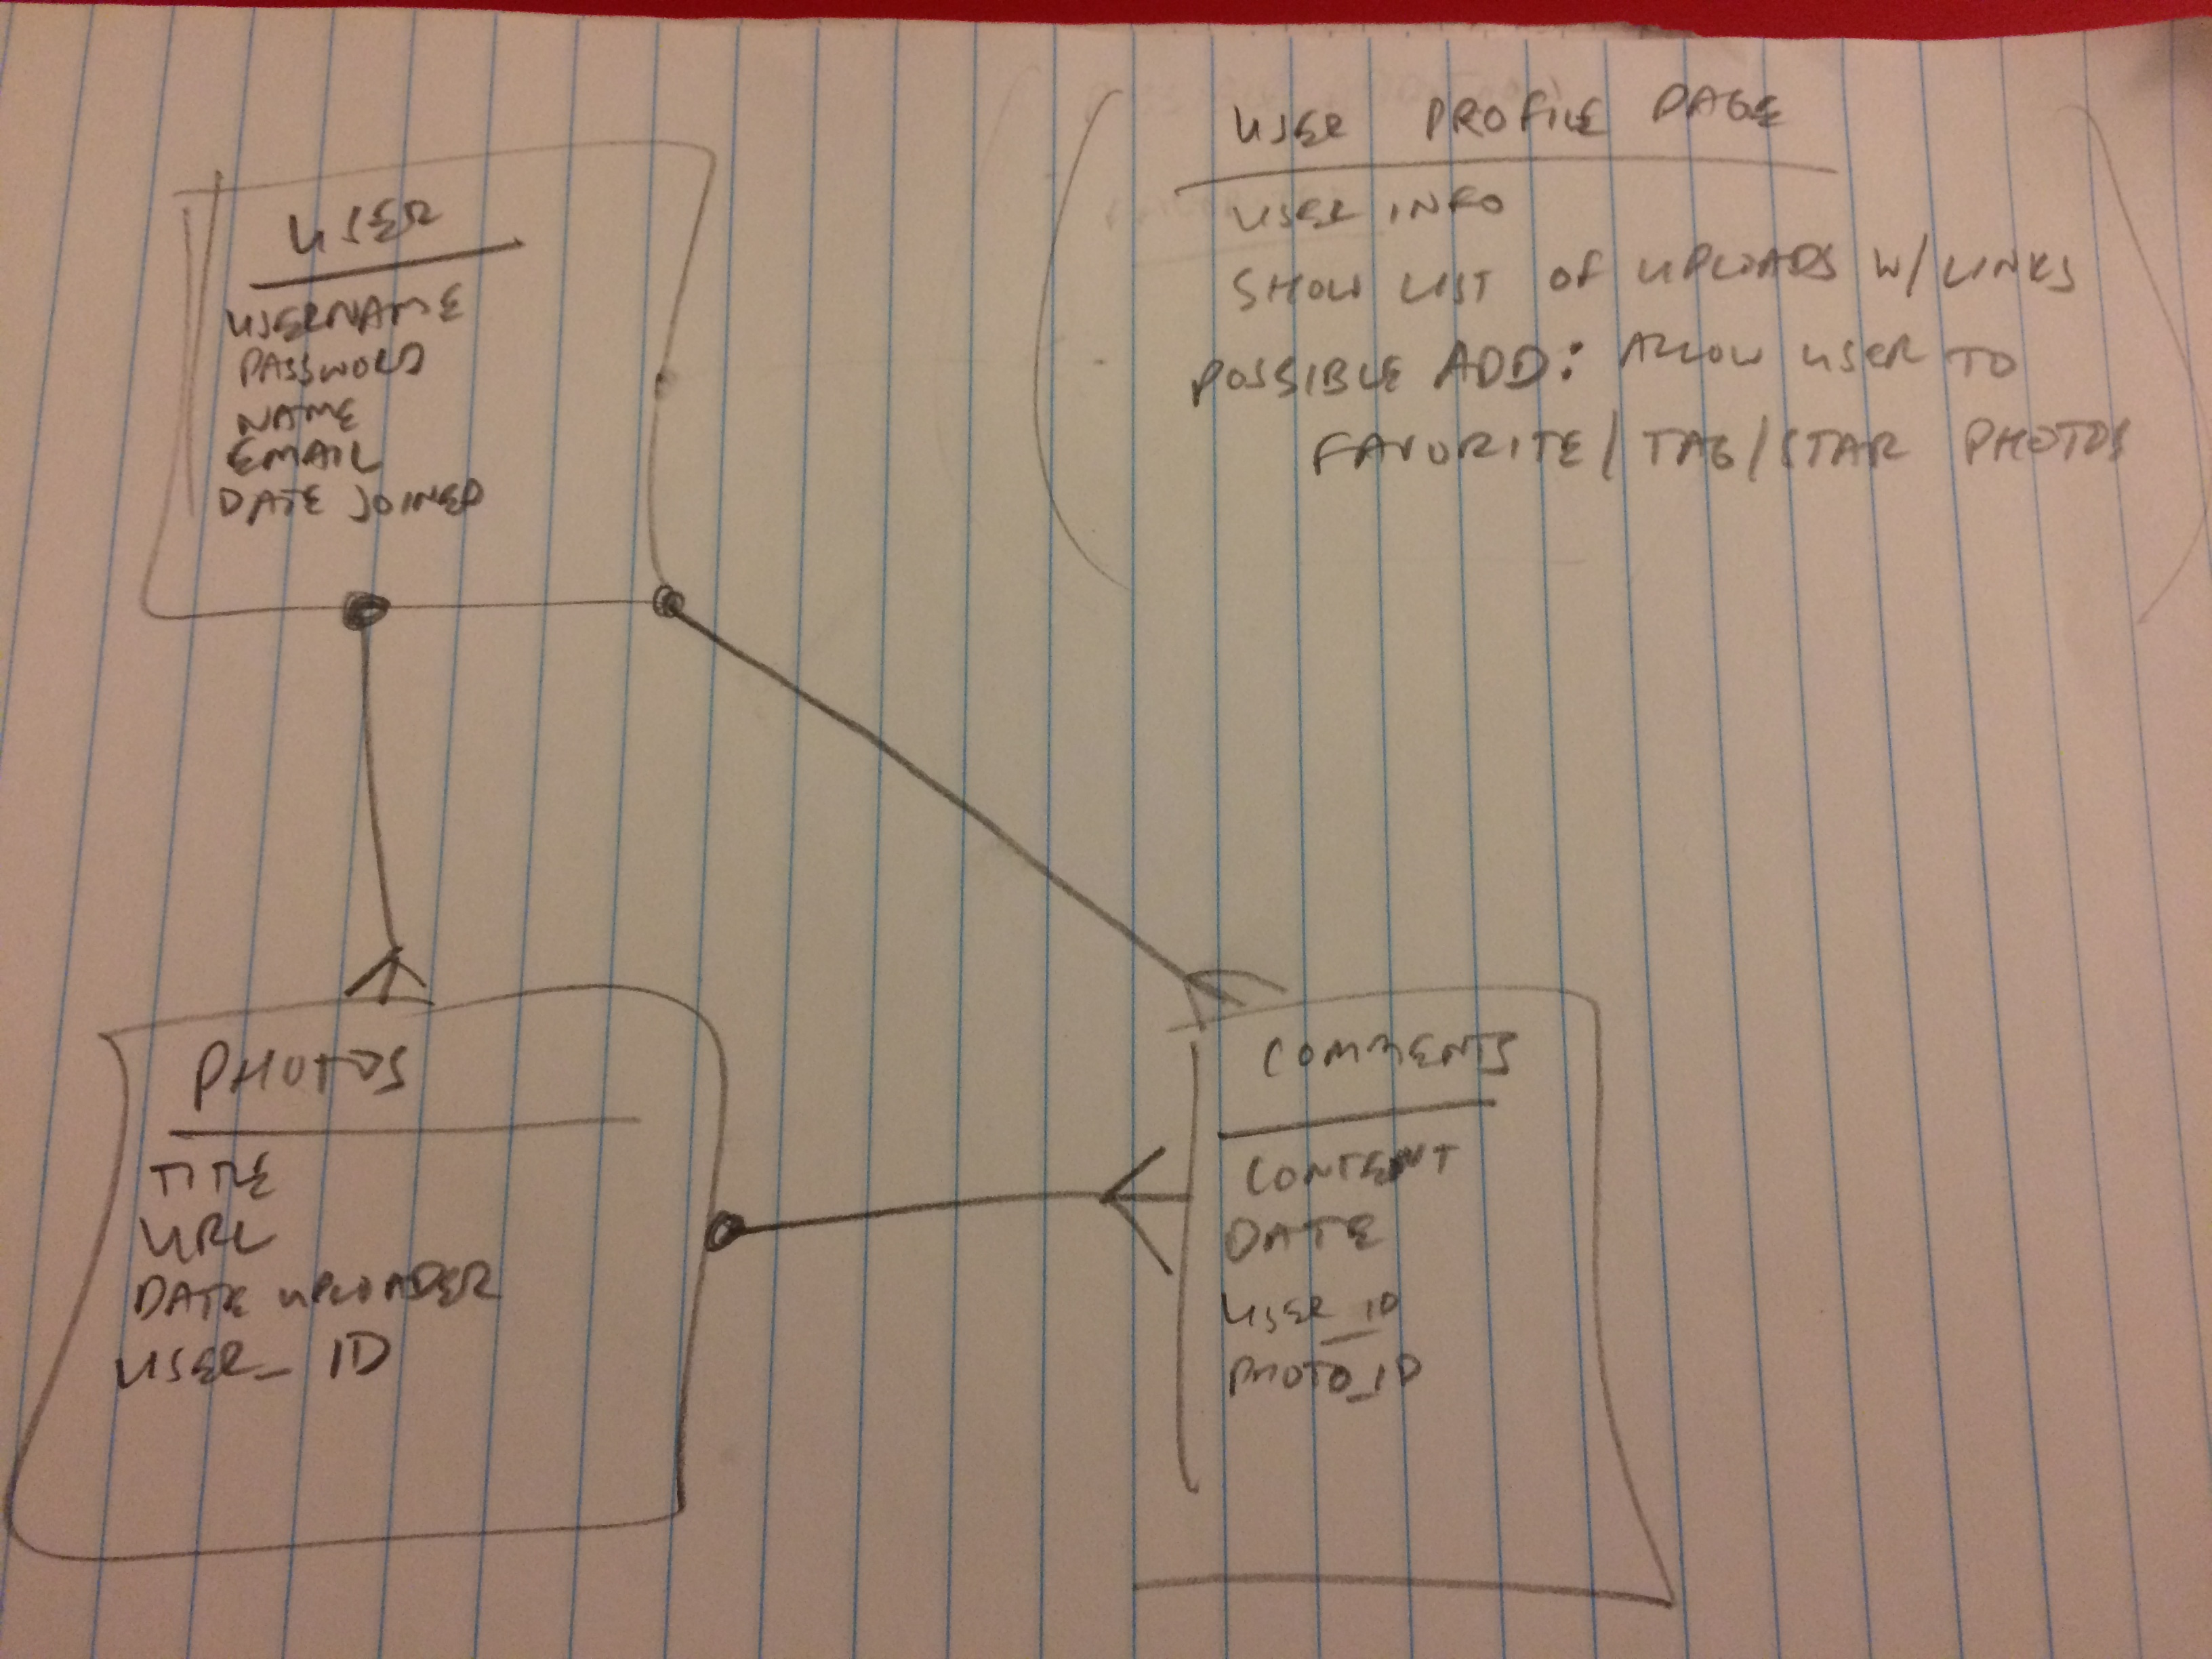 USER
USERNAME
PASSWORD
NAME
EMAIL
DATE JOINED
USER PROFILE PAGE
USER INFO
SHOW LIST OF UPLOADS W/ LINKS
POSSIBLE ADD: ALLOW USER TO
FAVORITE / TAG / STAR PHOTOS
PHOTOS
TITLE
URL
DATE UPLOADED
USER_ID
COMMENTS
CONTENT
DATE
USER_ID
PHOTO_ID